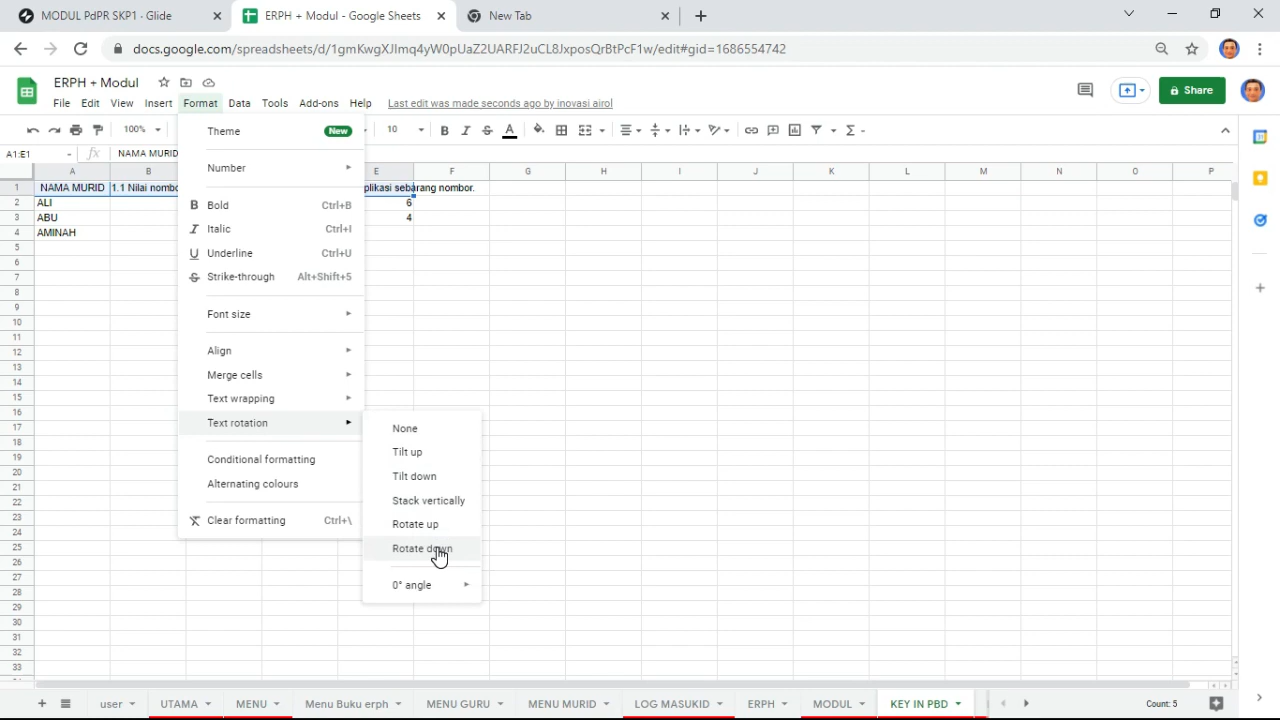 MODUL PdPR SKP1 - Glide
ERPH + Modul - Google Sheets
New Tab
docs.google.com/spreadsheets/d/1gmKwgXJImq4yW0pUaZ2UARFJ2uCL8JxposQrBtPcF1w/edit#gid=1686554742
ERPH + Modul
File Edit View Insert Format Data Tools Add-ons Help Last edit was made seconds ago by inovasi airol
Share
100%
10
A1:E1
fx NAMA MURID
A B E F G H I J K L M N O P
1 NAMA MURID 1.1 Nilai nombo plikasi sebarang nombor.
2 ALI 6
3 ABU 4
4 AMINAH
5
6
7
8
9
10
11
12
13
14
15
16
17
18
19
20
21
22
23
24
25
26
27
28
29
30
31
32
33
Theme New
Number
Bold Ctrl+B
Italic Ctrl+I
Underline Ctrl+U
Strike-through Alt+Shift+5
Font size
Align
Merge cells
Text wrapping
Text rotation
Conditional formatting
Alternating colours
Clear formatting Ctrl+\
None
Tilt up
Tilt down
Stack vertically
Rotate up
Rotate down
0° angle
user UTAMA MENU Menu Buku erph MENU GURU MENU MURID LOG MASUKID ERPH MODUL KEY IN PBD
Count: 5